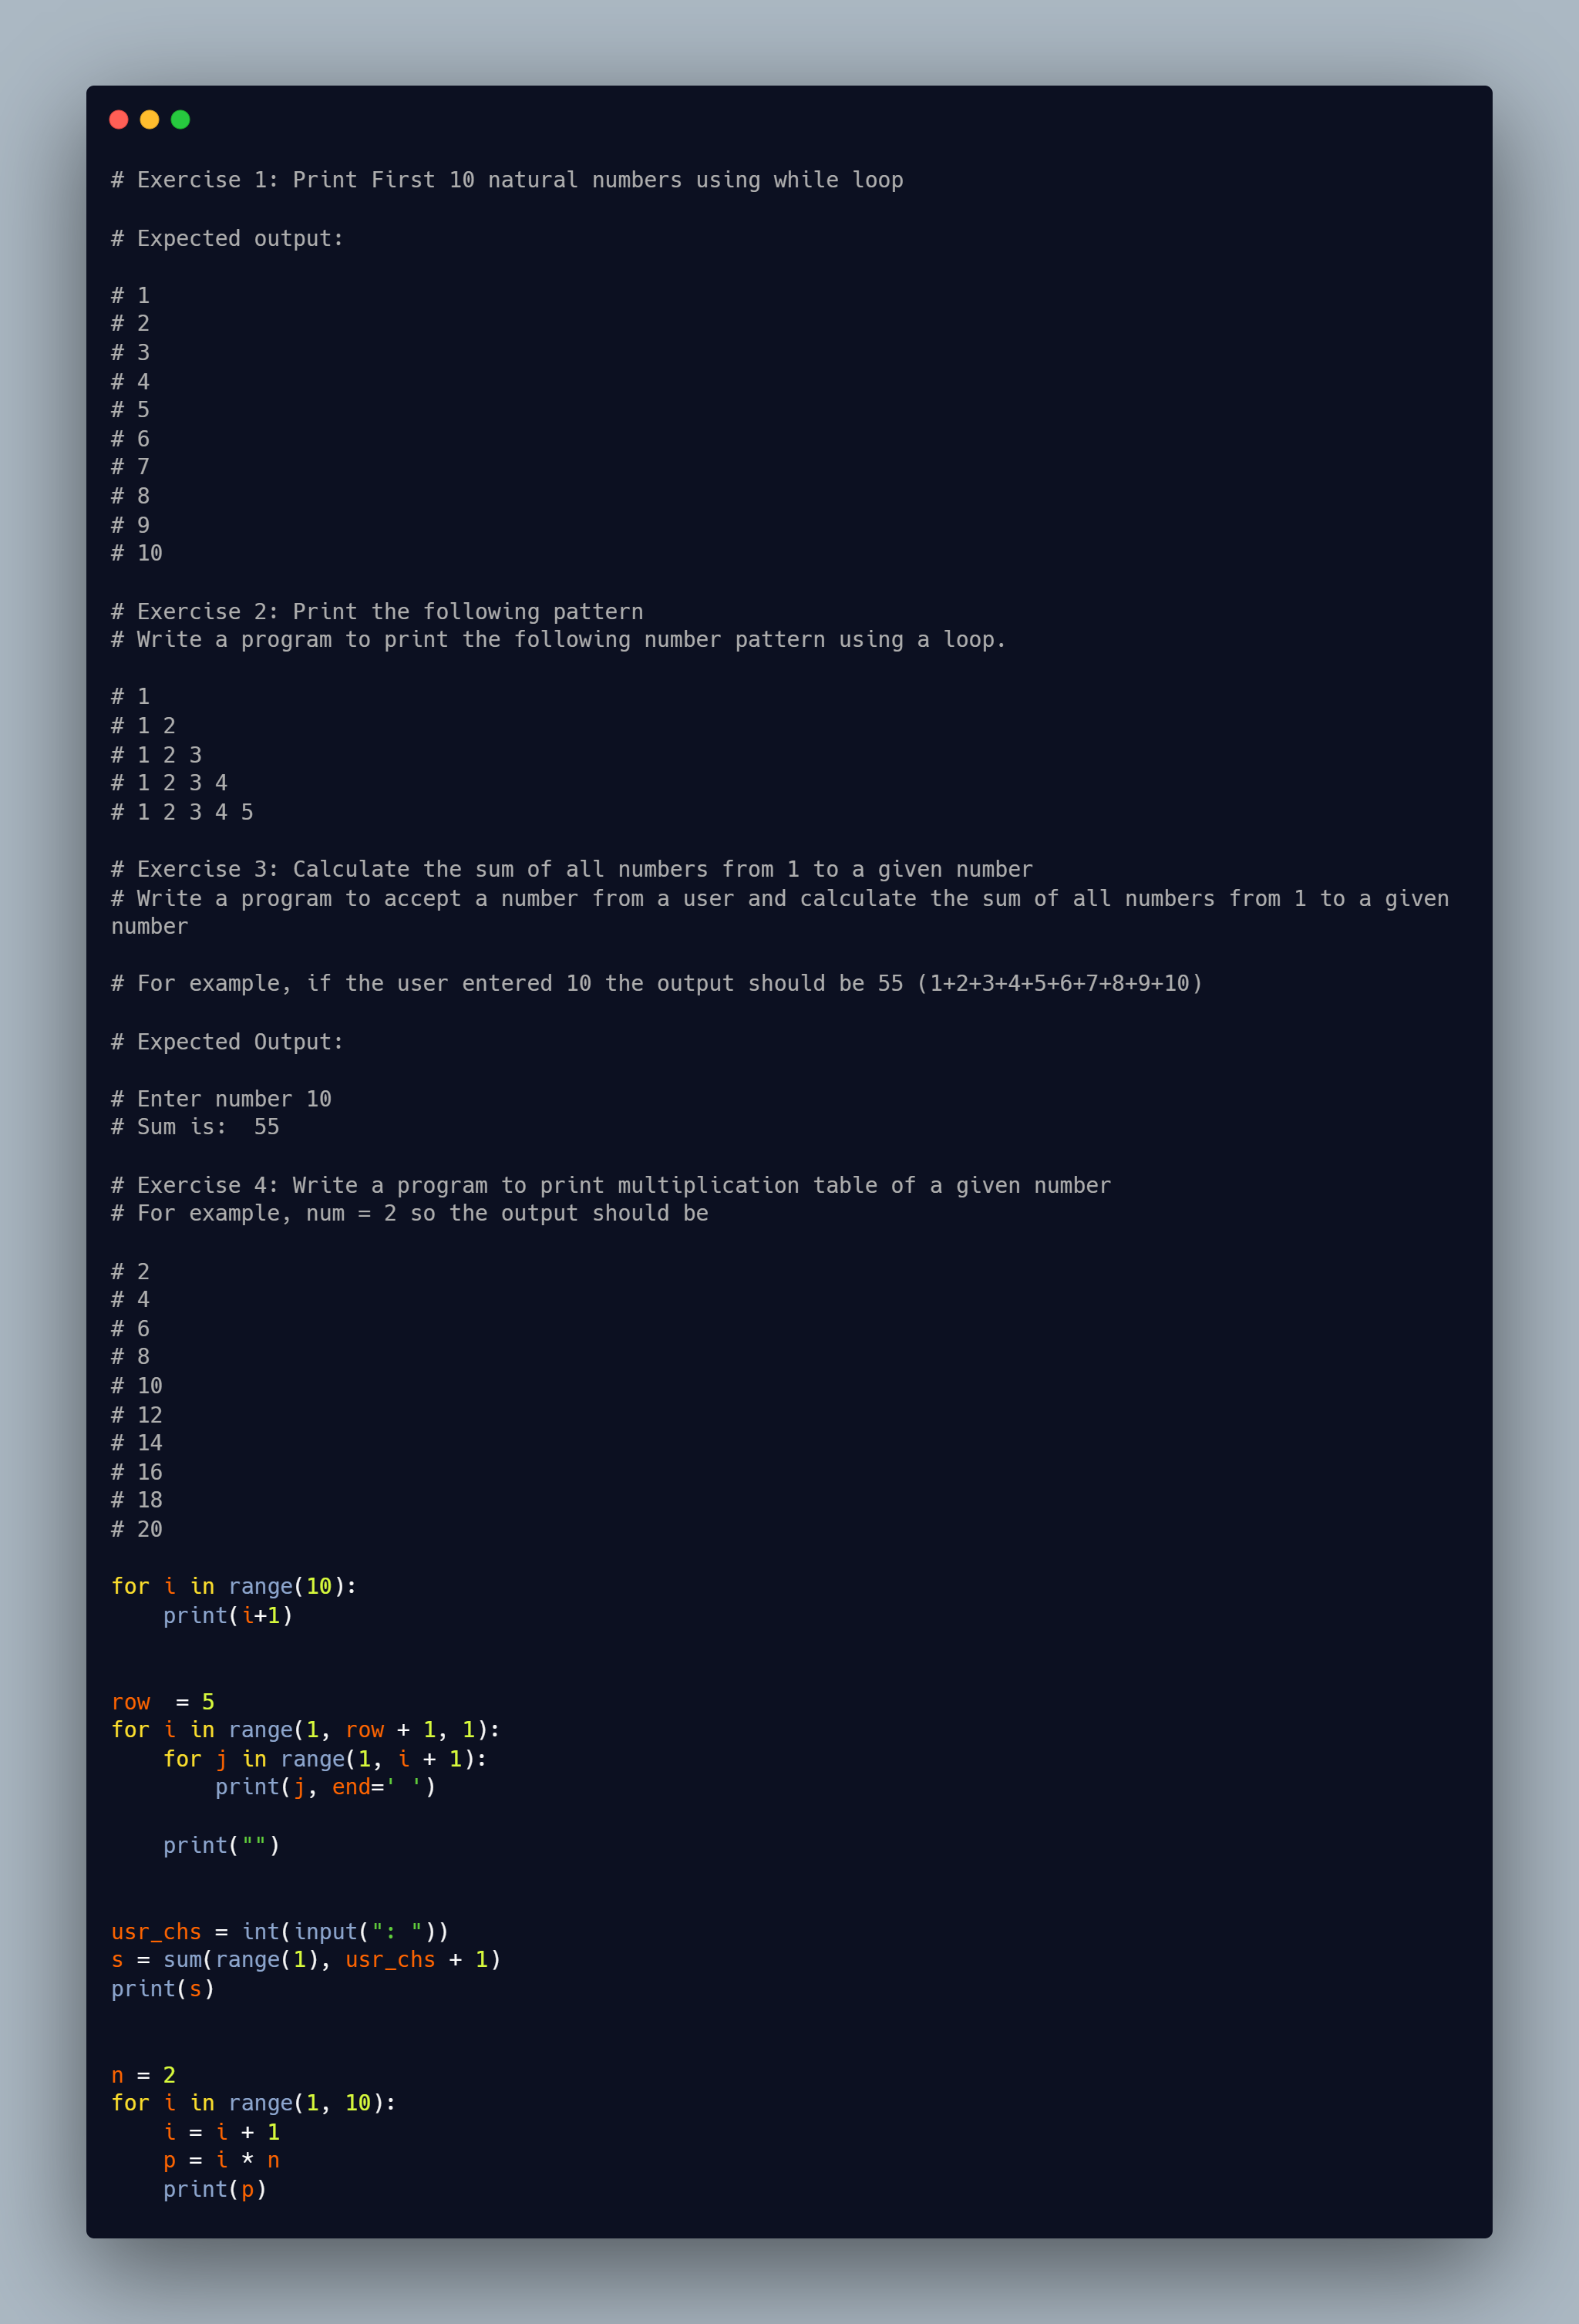 # Exercise 1: Print First 10 natural numbers using while loop

# Expected output:

# 1
# 2
# 3
# 4
# 5
# 6
# 7
# 8
# 9
# 10

# Exercise 2: Print the following pattern
# Write a program to print the following number pattern using a loop.

# 1
# 1 2
# 1 2 3
# 1 2 3 4
# 1 2 3 4 5

# Exercise 3: Calculate the sum of all numbers from 1 to a given number
# Write a program to accept a number from a user and calculate the sum of all numbers from 1 to a given
number

# For example, if the user entered 10 the output should be 55 (1+2+3+4+5+6+7+8+9+10)

# Expected Output:

# Enter number 10
# Sum is:  55

# Exercise 4: Write a program to print multiplication table of a given number
# For example, num = 2 so the output should be

# 2
# 4
# 6
# 8
# 10
# 12
# 14
# 16
# 18
# 20

for i in range(10):
    print(i+1)


row  = 5
for i in range(1, row + 1, 1):
    for j in range(1, i + 1):
        print(j, end=' ')

    print("")


usr_chs = int(input(": "))
s = sum(range(1), usr_chs + 1)
print(s)


n = 2
for i in range(1, 10):
    i = i + 1
    p = i * n
    print(p)